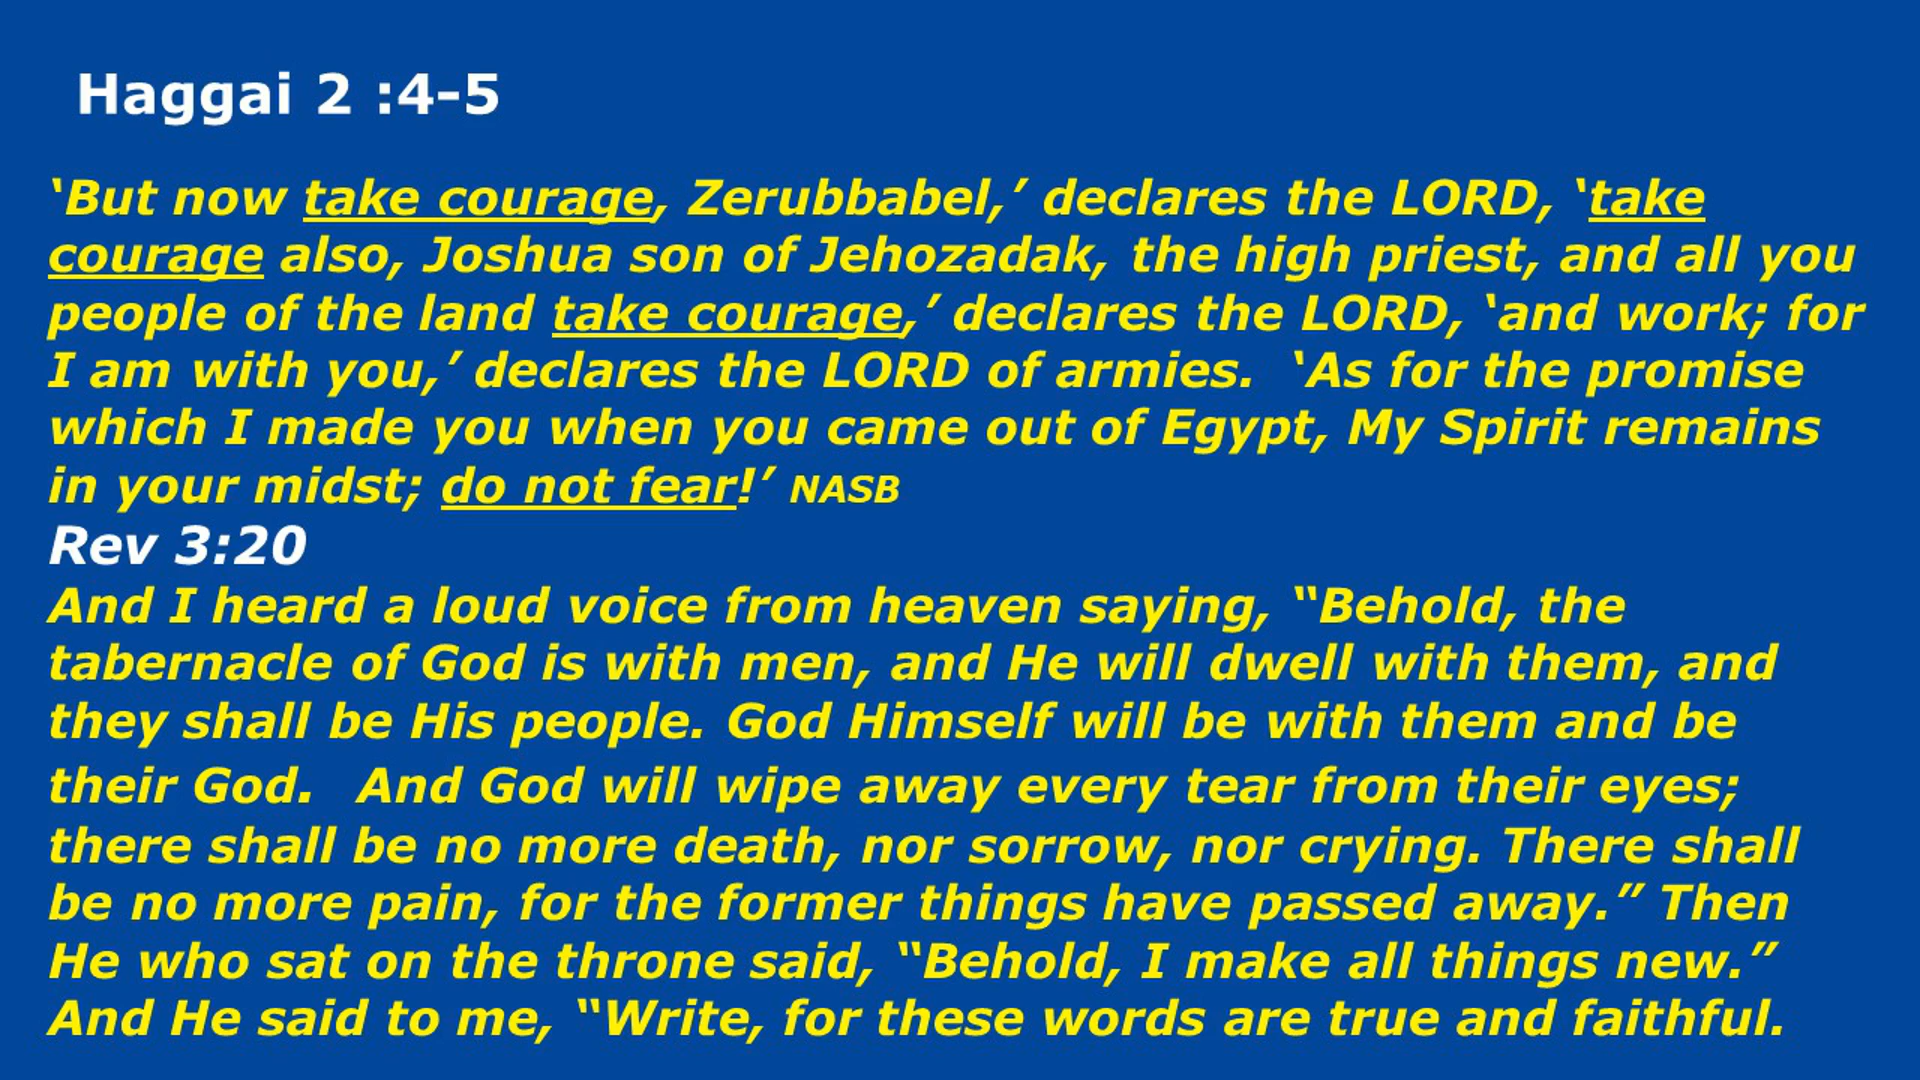 Haggai 2 :4-5
‘But now take courage, Zerubbabel,’ declares the LORD, ‘take
courage also, Joshua son of Jehozadak, the high priest, and all you
people of the land take courage,’ declares the LORD, ‘and work; for
I am with you,’ declares the LORD of armies.  ‘As for the promise
which I made you when you came out of Egypt, My Spirit remains
in your midst; do not fear!’ NASB
Rev 3:20
And I heard a loud voice from heaven saying, “Behold, the
tabernacle of God is with men, and He will dwell with them, and
they shall be His people. God Himself will be with them and be
their God.   And God will wipe away every tear from their eyes;
there shall be no more death, nor sorrow, nor crying. There shall
be no more pain, for the former things have passed away.” Then
He who sat on the throne said, “Behold, I make all things new.”
And He said to me, “Write, for these words are true and faithful.